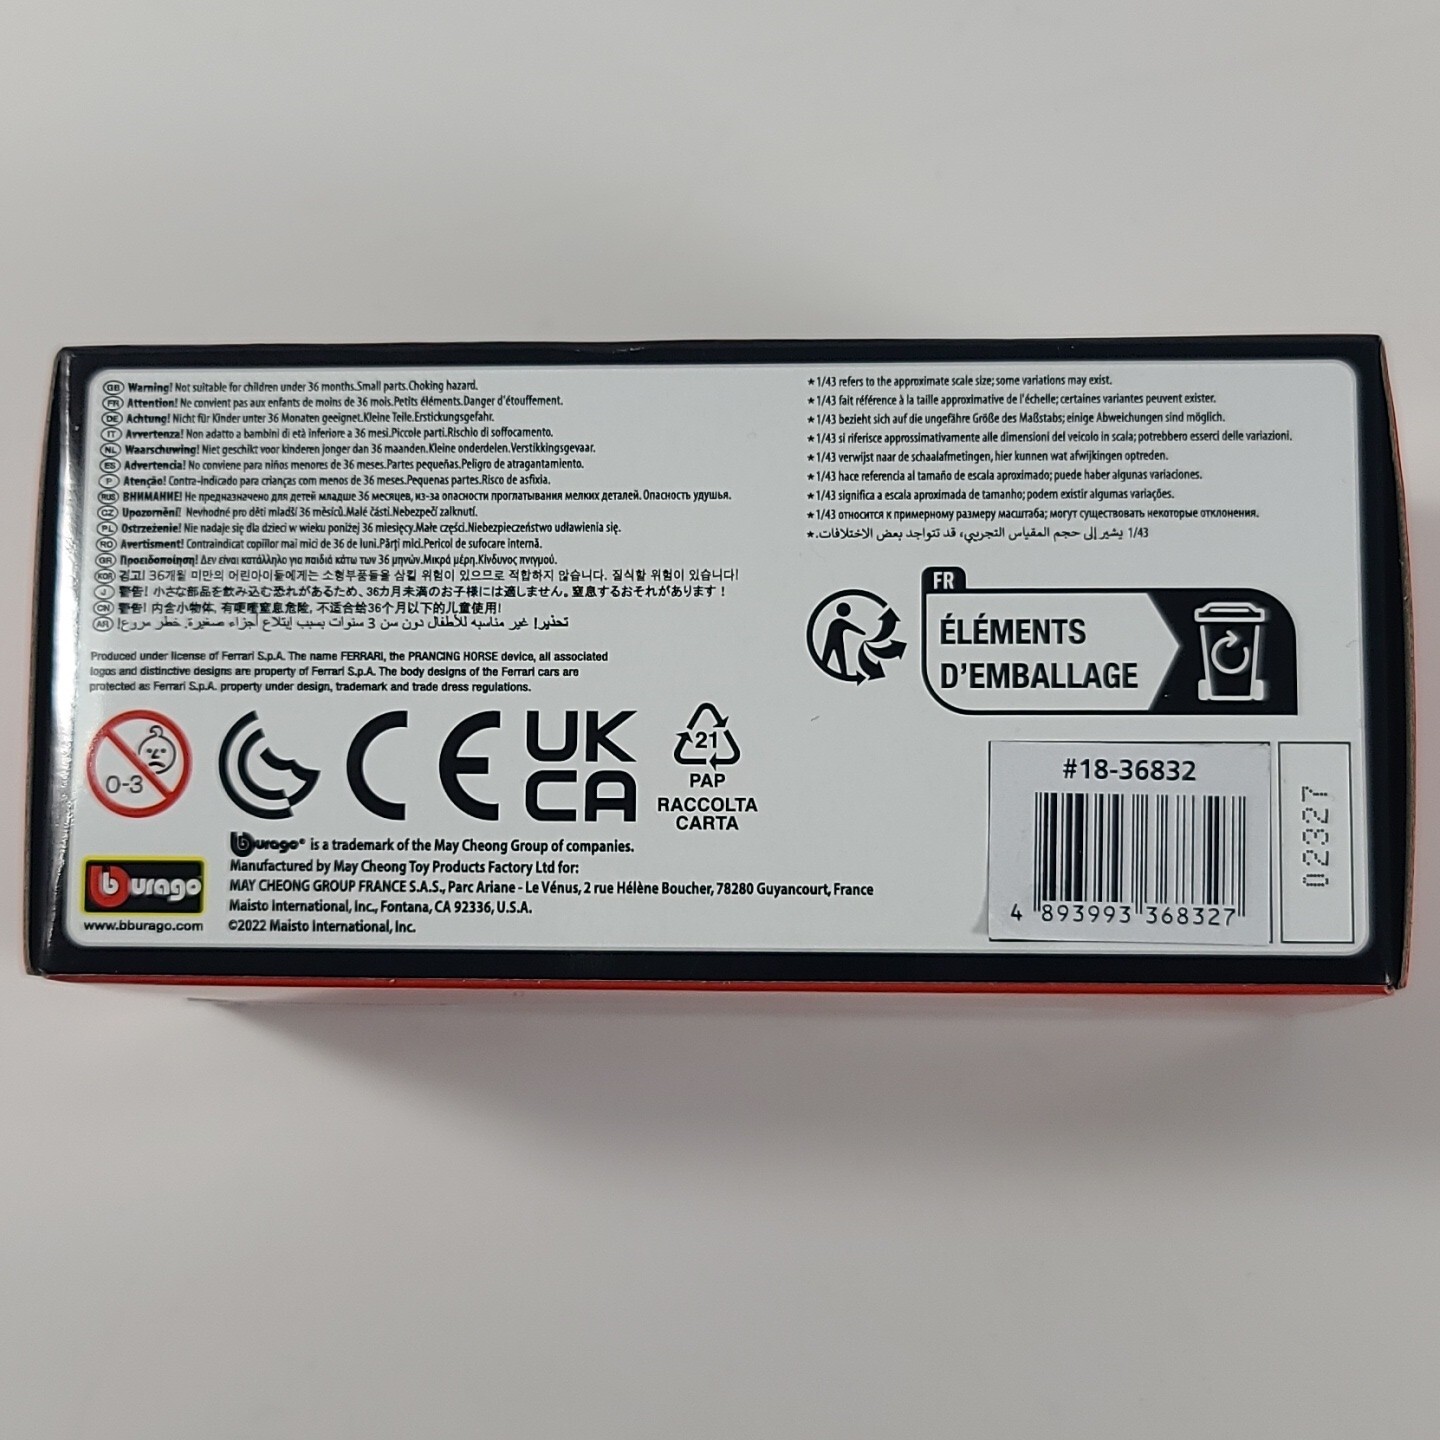 GB Warning! Not suitable for children under 36 months.Small parts.Choking hazard.
FR Attention! Ne convient pas aux enfants de moins de 36 mois.Petits éléments.Danger d'étouffement.
DE Achtung! Nicht für Kinder unter 36 Monaten geeignet.Kleine Teile.Erstickungsgefahr.
IT Avvertenza! Non adatto a bambini di età inferiore a 36 mesi.Piccole parti.Rischio di soffocamento.
NL Waarschuwing! Niet geschikt voor kinderen jonger dan 36 maanden.Kleine onderdelen.Verstikkingsgevaar.
ES Advertencia! No conviene para niños menores de 36 meses.Partes pequeñas.Peligro de atragantamiento.
P Atenção! Contra-indicado para crianças com menos de 36 meses.Pequenas partes.Risco de asfixia.
RUS ВНИМАНИЕ! Не предназначено для детей младше 36 месяцев, из-за опасности проглатывания мелких деталей. Опасность удушья.
CZ Upozornění! Nevhodné pro děti mladší 36 měsíců.Malé části.Nebezpečí zalknutí.
PL Ostrzeżenie! Nie nadaje się dla dzieci w wieku poniżej 36 miesięcy.Małe części.Niebezpieczeństwo udławienia się.
RO Avertisment! Contraindicat copiilor mai mici de 36 de luni.Părţi mici.Pericol de sufocare internă.
GR Προειδοποίηση! Δεν είναι κατάλληλο για παιδιά κάτω των 36 μηνών.Μικρά μέρη.Κίνδυνος πνιγμού.
KOR 경고! 36개월 미만의 어린아이들에게는 소형부품들을 삼킬 위험이 있으므로 적합하지 않습니다. 질식할 위험이 있습니다!
J 警告! 小さな部品を飲み込む恐れがあるため、36カ月未満のお子様には適しません。窒息するおそれがあります!
CN 警告! 内含小物体, 有哽噎窒息危险, 不适合给36个月以下的儿童使用!
AR تحذير! غير مناسبه للأطفال دون سن 3 سنوات بسبب إبتلاع أجزاء صغيرة. خطر مروع!
Produced under license of Ferrari S.p.A. The name FERRARI, the PRANCING HORSE device, all associated
logos and distinctive designs are property of Ferrari S.p.A. The body designs of the Ferrari cars are
protected as Ferrari S.p.A. property under design, trademark and trade dress regulations.
0-3
CE
UK
CA
21
PAP
RACCOLTA
CARTA
burago
www.bburago.com
burago® is a trademark of the May Cheong Group of companies.
Manufactured by May Cheong Toy Products Factory Ltd for:
MAY CHEONG GROUP FRANCE S.A.S., Parc Ariane - Le Vénus, 2 rue Hélène Boucher, 78280 Guyancourt, France
Maisto International, Inc., Fontana, CA 92336, U.S.A.
©2022 Maisto International, Inc.
* 1/43 refers to the approximate scale size; some variations may exist.
* 1/43 fait référence à la taille approximative de l'échelle; certaines variantes peuvent exister.
* 1/43 bezieht sich auf die ungefähre Größe des Maßstabs; einige Abweichungen sind möglich.
* 1/43 si riferisce approssimativamente alle dimensioni del veicolo in scala; potrebbero esserci delle variazioni.
* 1/43 verwijst naar de schaalafmetingen, hier kunnen wat afwijkingen optreden.
* 1/43 hace referencia al tamaño de escala aproximado; puede haber algunas variaciones.
* 1/43 significa a escala aproximada de tamanho; podem existir algumas variações.
* 1/43 относится к примерному размеру масштаба; могут существовать некоторые отклонения.
1/43 يشير إلى حجم المقياس التجريبي، قد تتواجد بعض الاختلافات.*
FR
ÉLÉMENTS
D'EMBALLAGE
#18-36832
4 893993 368327
02327